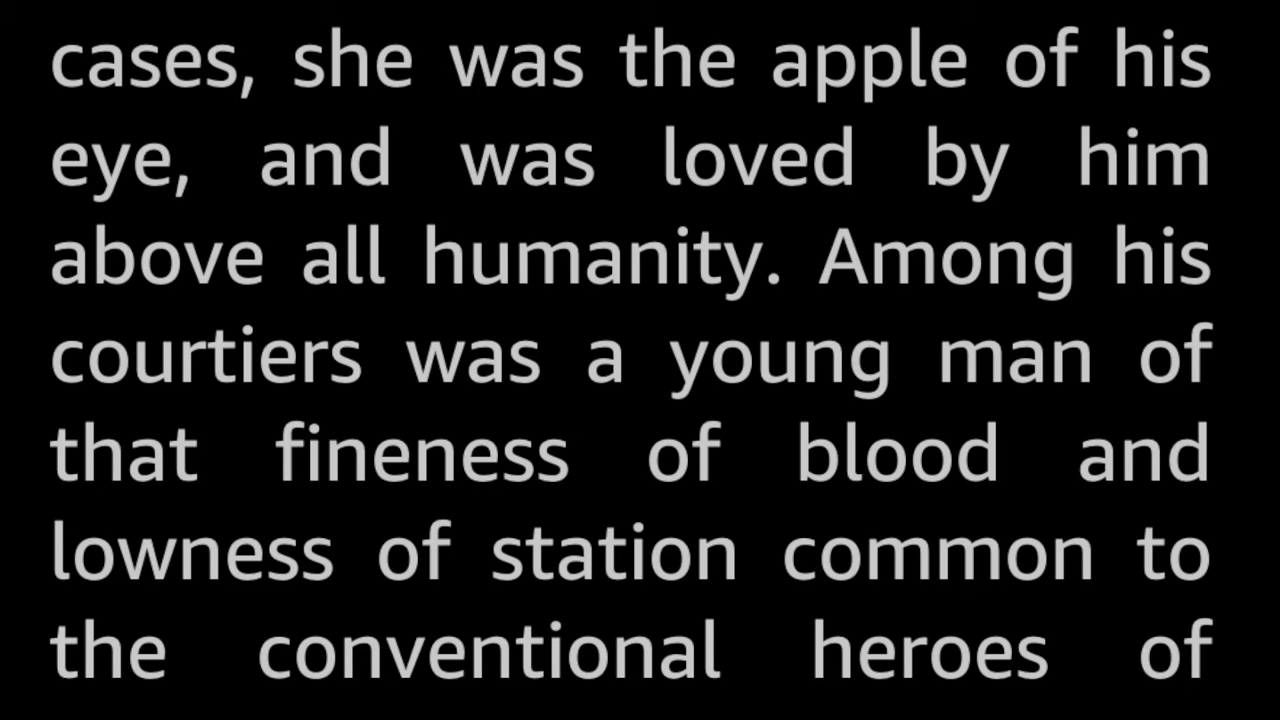 cases, she was the apple of his
eye, and was loved by him
above all humanity. Among his
courtiers was a young man of
that fineness of blood and
lowness of station common to
the conventional heroes of